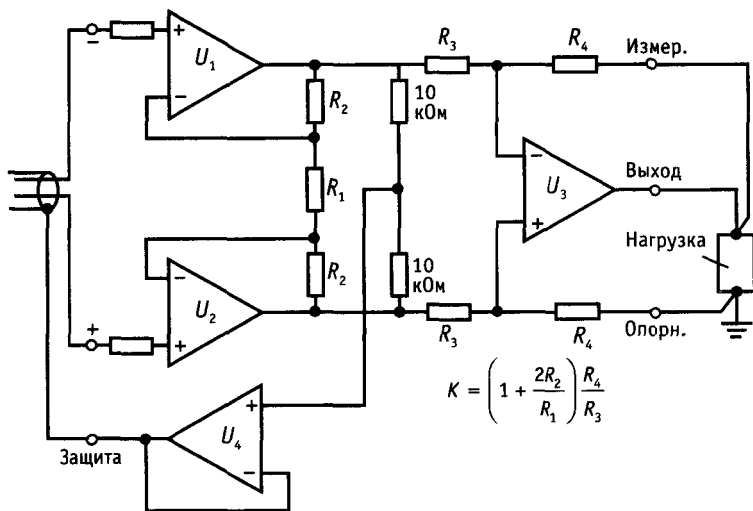 −
+
U₁
−
R₂
R₁
R₂
10
кОм
10
кОм
R₃
R₄
Измер.
−
U₃
+
Выход
Нагрузка
−
U₂
+
+
R₃
R₄
Опорн.
K = (1 + 2R₂/R₁) R₄/R₃
+
U₄
−
Защита